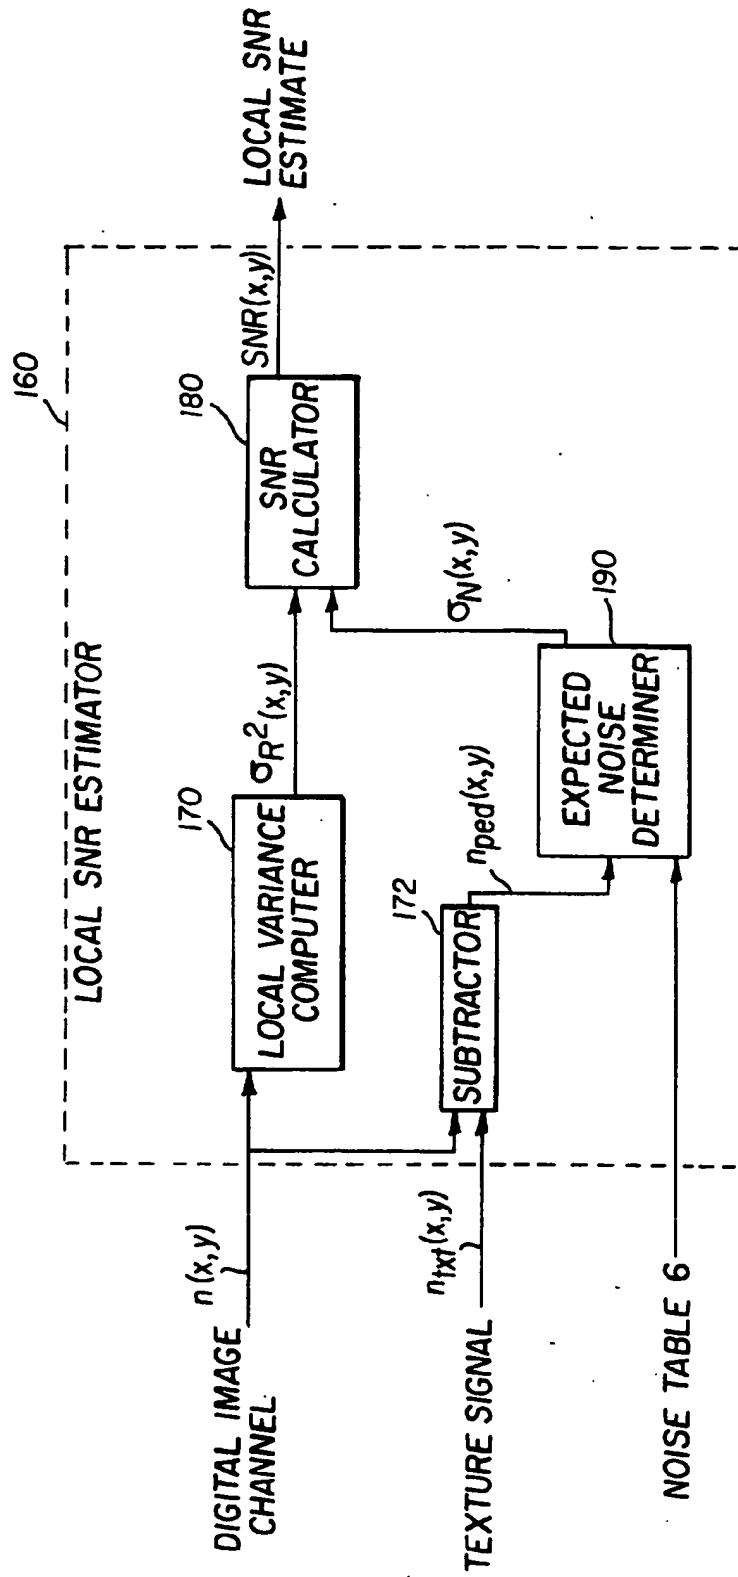 160
LOCAL SNR ESTIMATOR
DIGITAL IMAGE
CHANNEL
n(x,y)
170
LOCAL VARIANCE
COMPUTER
σR²(x,y)
180
SNR
CALCULATOR
SNR(x,y)
LOCAL SNR
ESTIMATE
TEXTURE SIGNAL
ntxt(x,y)
172
SUBTRACTOR
nped(x,y)
σN(x,y)
190
EXPECTED
NOISE
DETERMINER
NOISE TABLE 6